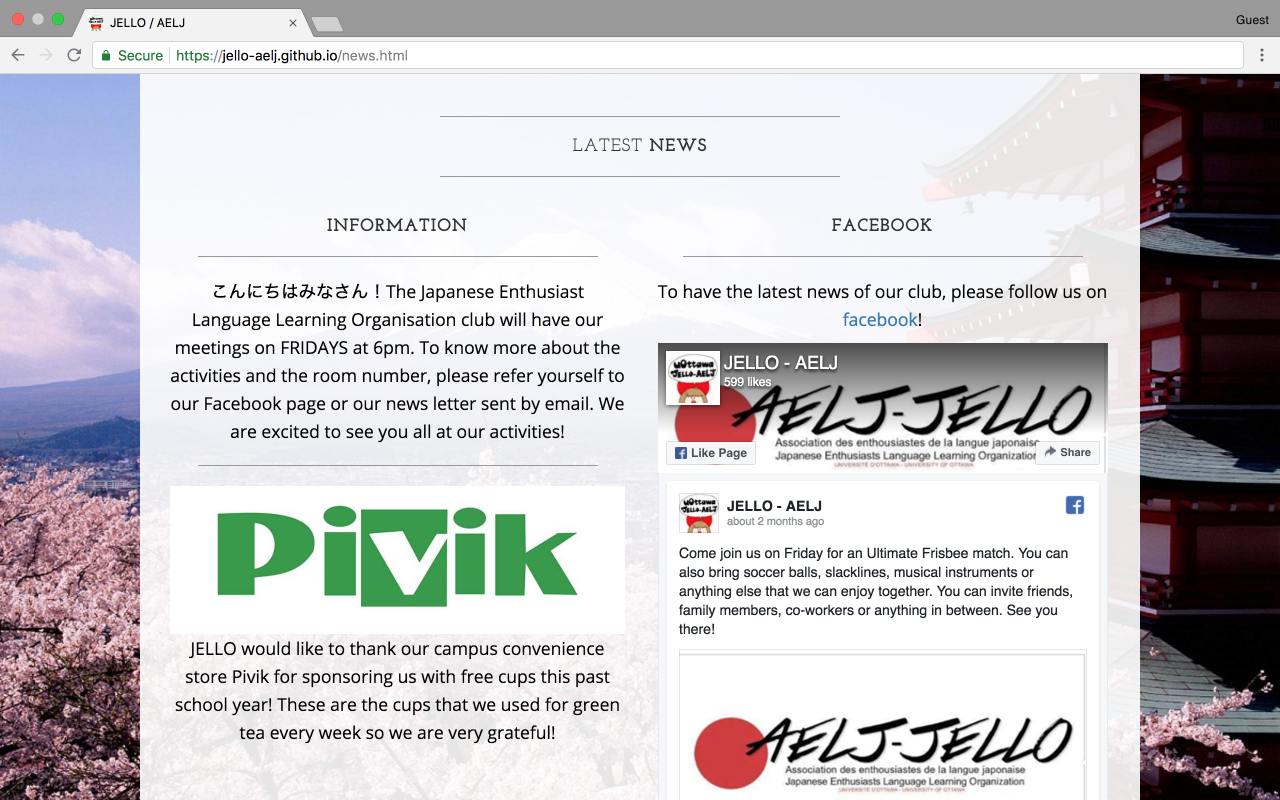 JELLO / AELJ
Guest
Secure
https://jello-aelj.github.io/news.html
LATEST NEWS
INFORMATION
こんにちはみなさん！The Japanese Enthusiast
Language Learning Organisation club will have our
meetings on FRIDAYS at 6pm. To know more about the
activities and the room number, please refer yourself to
our Facebook page or our news letter sent by email. We
are excited to see you all at our activities!
Pivik
JELLO would like to thank our campus convenience
store Pivik for sponsoring us with free cups this past
school year! These are the cups that we used for green
tea every week so we are very grateful!
FACEBOOK
To have the latest news of our club, please follow us on
facebook!
uOttawa
JELLO-AELJ
JELLO - AELJ
599 likes
AELJ-JELLO
Association des enthousiastes de la langue japonaise
Japanese Enthusiasts Language Learning Organization
UNIVERSITÉ D'OTTAWA - UNIVERSITY OF OTTAWA
Like Page
Share
uOttawa
JELLO-AELJ
JELLO - AELJ
about 2 months ago
Come join us on Friday for an Ultimate Frisbee match. You can
also bring soccer balls, slacklines, musical instruments or
anything else that we can enjoy together. You can invite friends,
family members, co-workers or anything in between. See you
there!
AELJ-JELLO
Association des enthousiastes de la langue japonaise
Japanese Enthusiasts Language Learning Organization
UNIVERSITÉ D'OTTAWA - UNIVERSITY OF OTTAWA